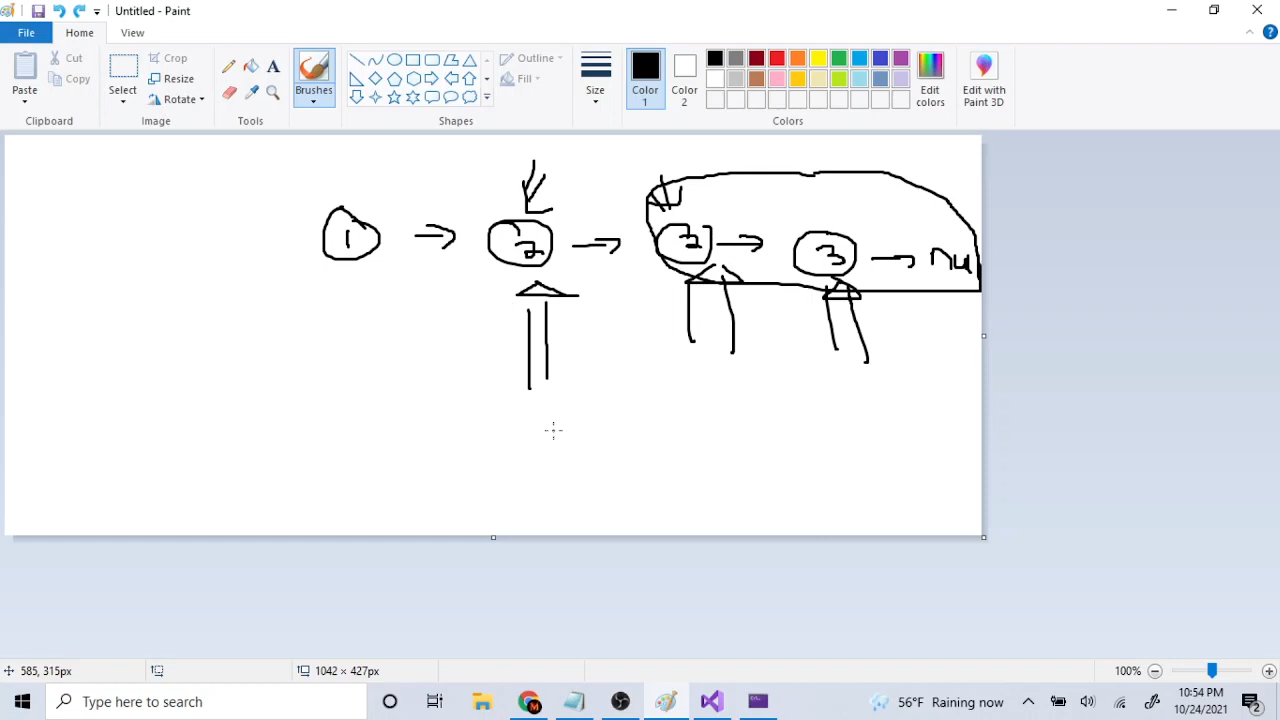 Untitled - Paint
File
Home
View
Paste
Cut
Copy
Clipboard
Select
Crop
Resize
Rotate
Image
Tools
Brushes
Shapes
Outline
Fill
Size
Color 1
Color 2
Edit colors
Colors
Edit with Paint 3D
1 → 2 → 2 → 3 → nu
585, 315px
1042 × 427px
100%
Type here to search
56°F Raining now
10:54 PM
10/24/2021
2